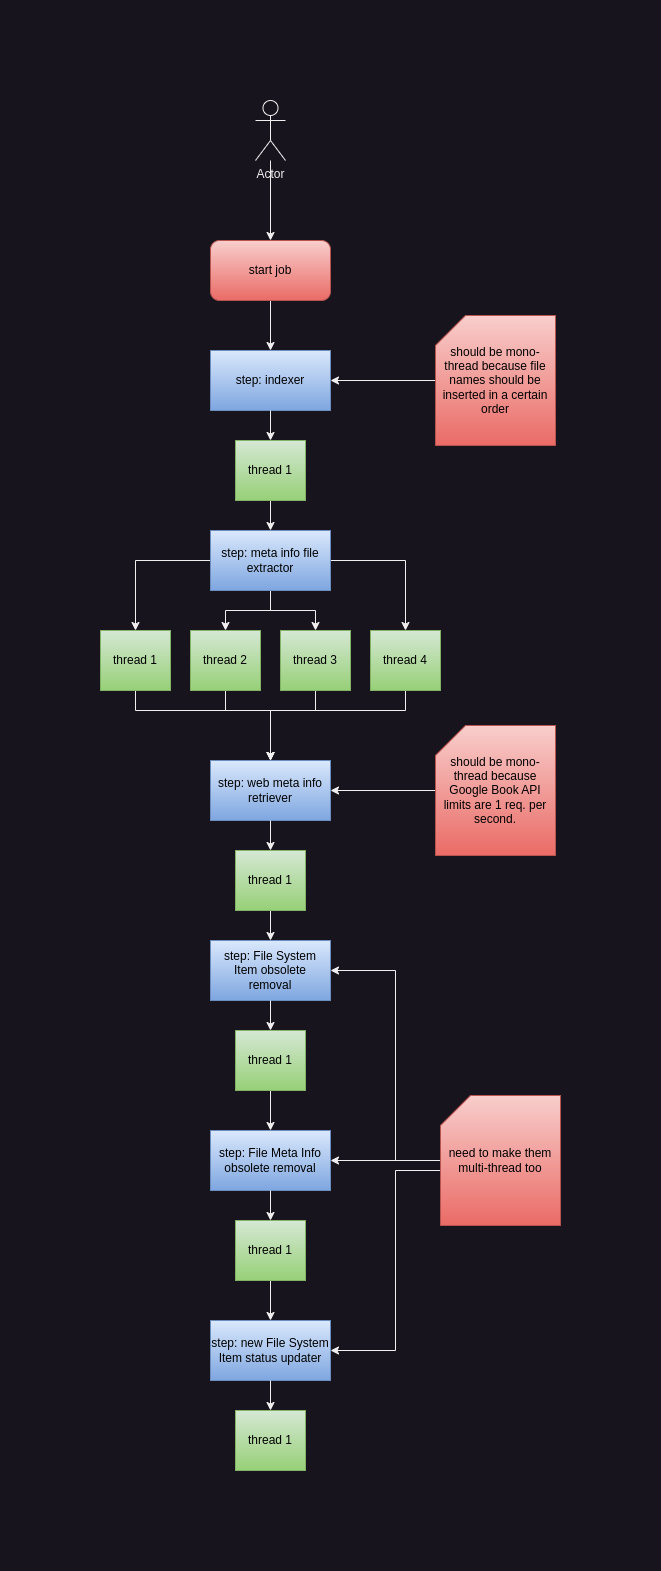 Actor
start job
should be mono-
thread because file
names should be
inserted in a certain
order
step: indexer
thread 1
step: meta info file
extractor
thread 1
thread 2
thread 3
thread 4
should be mono-
thread because
Google Book API
limits are 1 req. per
second.
step: web meta info
retriever
thread 1
step: File System
Item obsolete
removal
thread 1
need to make them
multi-thread too
step: File Meta Info
obsolete removal
thread 1
step: new File System
Item status updater
thread 1